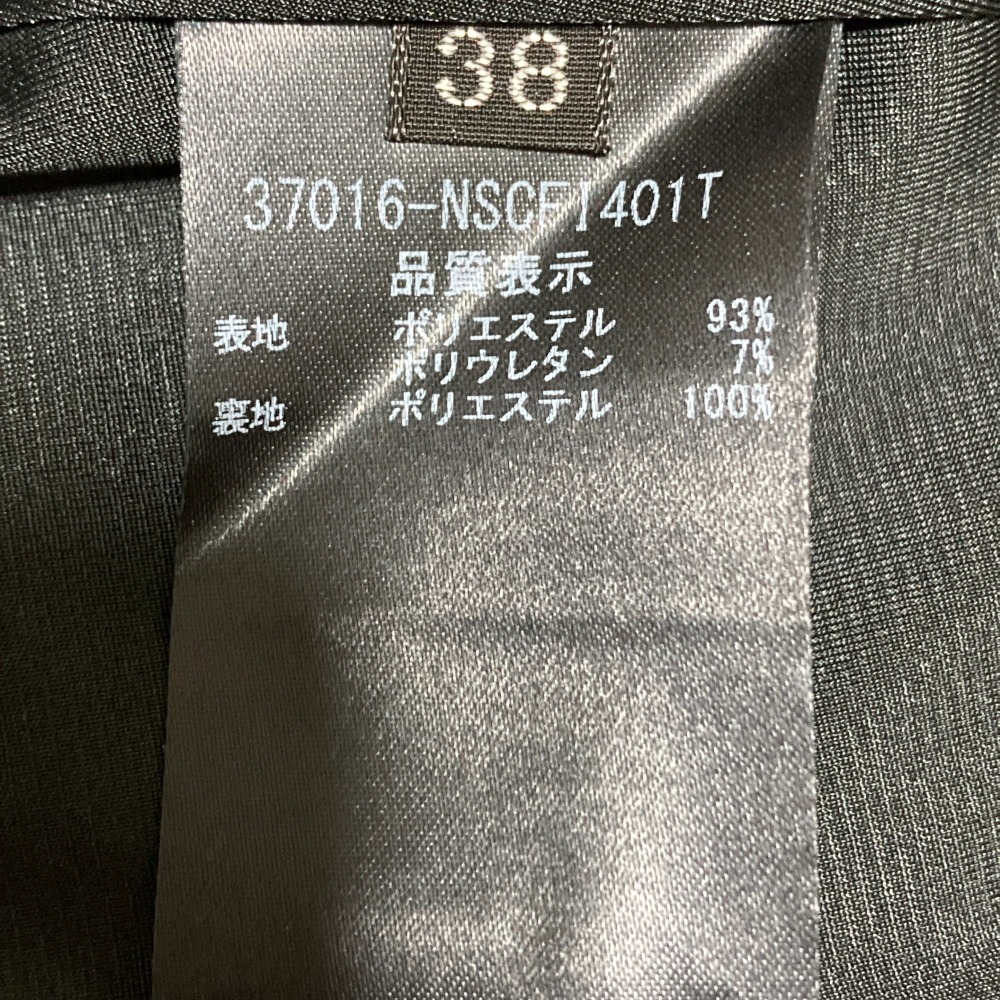 38
37016-NSCFI401T
品質表示
表地 ポリエステル 93%
ポリウレタン 7%
裏地 ポリエステル 100%